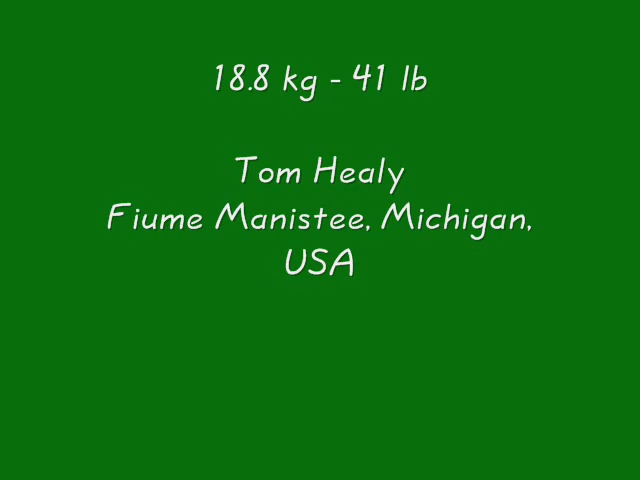 18.8 kg - 41 lb
Tom Healy
Fiume Manistee, Michigan,
USA